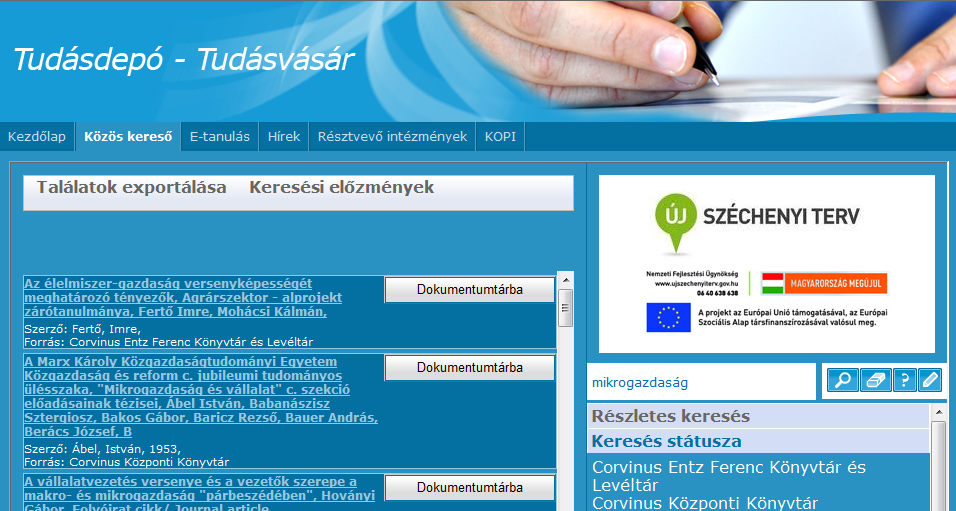 Tudásdepó - Tudásvásár
Kezdőlap
Közös kereső
E-tanulás
Hírek
Résztvevő intézmények
KOPI
Találatok exportálása
Keresési előzmények
Az élelmiszer-gazdaság versenyképességét
meghatározó tényezők, Agrárszektor - alprojekt
zárótanulmánya, Fertő Imre, Mohácsi Kálmán,
Szerző: Fertő, Imre,
Forrás: Corvinus Entz Ferenc Könyvtár és Levéltár
Dokumentumtárba
A Marx Károly Közgazdaságtudományi Egyetem
Közgazdaság és reform c. jubileumi tudományos
ülésszaka, "Mikrogazdaság és vállalat" c. szekció
előadásainak tézisei, Ábel István, Babanászisz
Sztergiosz, Bakos Gábor, Baricz Rezső, Bauer András,
Berács József, B
Szerző: Ábel, István, 1953,
Forrás: Corvinus Központi Könyvtár
Dokumentumtárba
A vállalatvezetés versenye és a vezetők szerepe a
makro- és mikrogazdaság "párbeszédében", Hoványi
Gábor, Folyóirat cikk/ Journal article
Dokumentumtárba
ÚJ SZÉCHENYI TERV
Nemzeti Fejlesztési Ügynökség
www.ujszechenyiterv.gov.hu
06 40 638 638
MAGYARORSZÁG MEGÚJUL
A projekt az Európai Unió támogatásával, az Európai
Szociális Alap társfinanszírozásával valósul meg.
mikrogazdaság
?
Részletes keresés
Keresés státusza
Corvinus Entz Ferenc Könyvtár és
Levéltár
Corvinus Központi Könyvtár